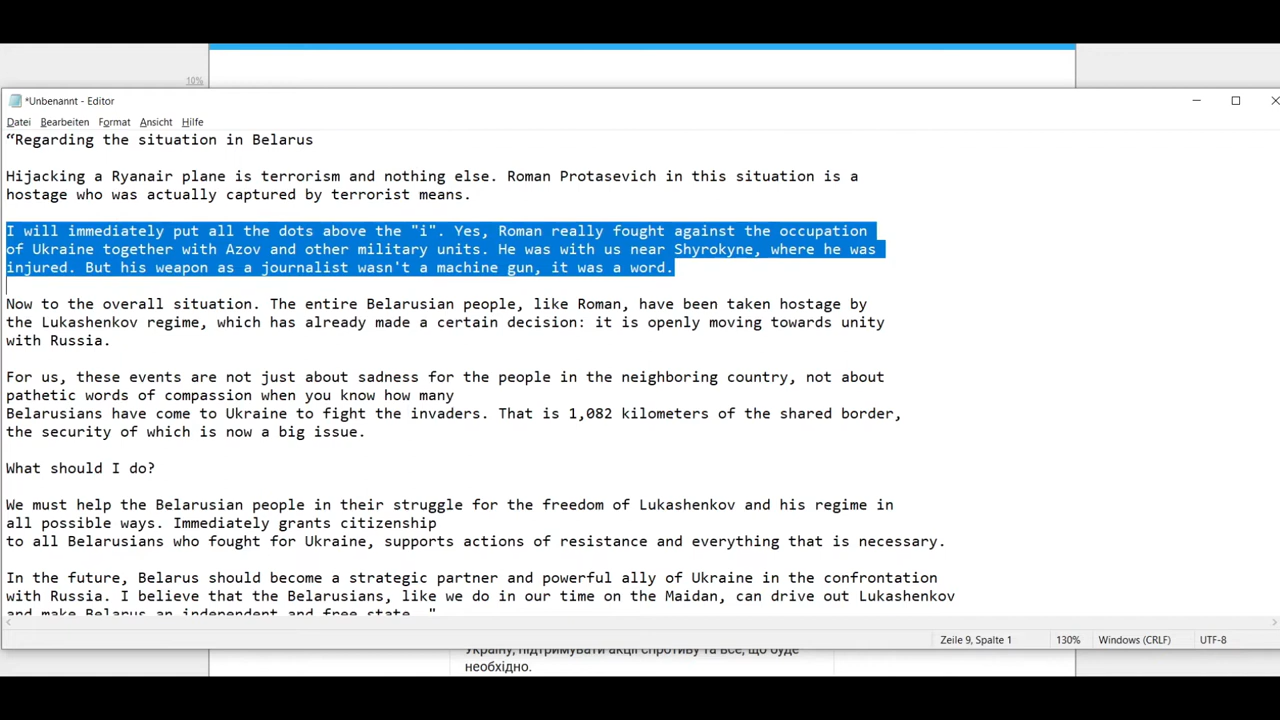 10%
*Unbenannt - Editor
Datei Bearbeiten Format Ansicht Hilfe
“Regarding the situation in Belarus
Hijacking a Ryanair plane is terrorism and nothing else. Roman Protasevich in this situation is a
hostage who was actually captured by terrorist means.
I will immediately put all the dots above the "i". Yes, Roman really fought against the occupation
of Ukraine together with Azov and other military units. He was with us near Shyrokyne, where he was
injured. But his weapon as a journalist wasn't a machine gun, it was a word.
Now to the overall situation. The entire Belarusian people, like Roman, have been taken hostage by
the Lukashenkov regime, which has already made a certain decision: it is openly moving towards unity
with Russia.
For us, these events are not just about sadness for the people in the neighboring country, not about
pathetic words of compassion when you know how many
Belarusians have come to Ukraine to fight the invaders. That is 1,082 kilometers of the shared border,
the security of which is now a big issue.
What should I do?
We must help the Belarusian people in their struggle for the freedom of Lukashenkov and his regime in
all possible ways. Immediately grants citizenship
to all Belarusians who fought for Ukraine, supports actions of resistance and everything that is necessary.
In the future, Belarus should become a strategic partner and powerful ally of Ukraine in the confrontation
with Russia. I believe that the Belarusians, like we do in our time on the Maidan, can drive out Lukashenkov
and make Belarus an independent and free state. "
Zeile 9, Spalte 1 130% Windows (CRLF) UTF-8
Україну, підтримувати акції спротиву та все, що буде
необхідно.